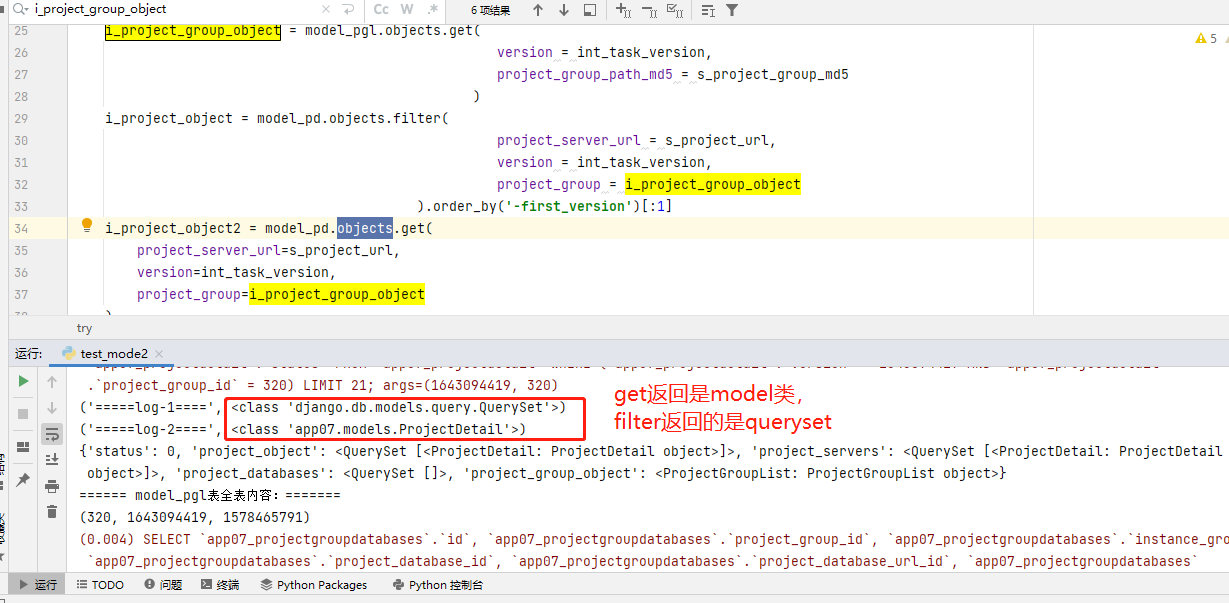 i_project_group_object
Cc W .* 6 项结果
25 i_project_group_object = model_pgl.objects.get(
5
26 version = int_task_version,
27 project_group_path_md5 = s_project_group_md5
28 )
29 i_project_object = model_pd.objects.filter(
30 project_server_url = s_project_url,
31 version = int_task_version,
32 project_group = i_project_group_object
33 ).order_by('-first_version')[:1]
34 i_project_object2 = model_pd.objects.get(
35 project_server_url=s_project_url,
36 version=int_task_version,
37 project_group=i_project_group_object
try
运行: test_mode2
.`project_group_id` = 320) LIMIT 21; args=(1643094419, 320)
('=====log-1====', <class 'django.db.models.query.QuerySet'>)
('=====log-2====', <class 'app07.models.ProjectDetail'>)
get返回是model类，
filter返回的是queryset
{'status': 0, 'project_object': <QuerySet [<ProjectDetail: ProjectDetail object>]>, 'project_servers': <QuerySet [<ProjectDetail: ProjectDetail
object>]>, 'project_databases': <QuerySet []>, 'project_group_object': <ProjectGroupList: ProjectGroupList object>}
====== model_pgl表全表内容：=======
(320, 1643094419, 1578465791)
(0.004) SELECT `app07_projectgroupdatabases`.`id`, `app07_projectgroupdatabases`.`project_group_id`, `app07_projectgroupdatabases`.`instance_gro
`app07_projectgroupdatabases`.`project_database_id`, `app07_projectgroupdatabases`.`project_database_url_id`, `app07_projectgroupdatabases`
运行 TODO 问题 终端 Python Packages Python 控制台